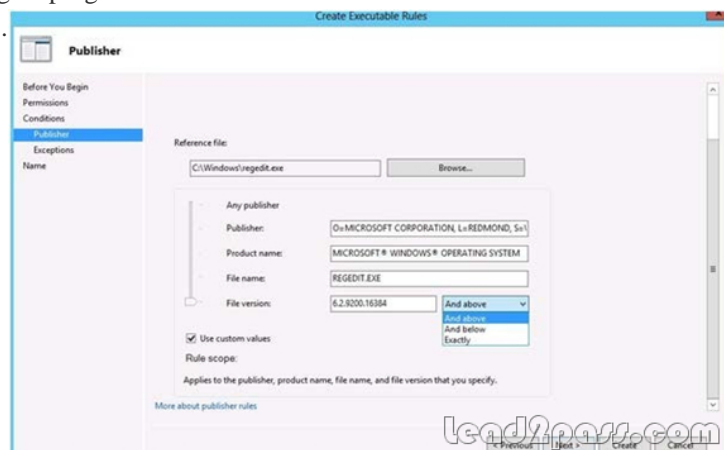 Create Executable Rules
Publisher
Before You Begin
Permissions
Conditions
Publisher
Exceptions
Name
Reference file:
C:\Windows\regedit.exe
Browse...
Any publisher
Publisher:
O=MICROSOFT CORPORATION, L=REDMOND, S=
Product name:
MICROSOFT® WINDOWS® OPERATING SYSTEM
File name:
REGEDIT.EXE
File version:
6.2.9200.16384
And above
And above
And below
Exactly
Use custom values
Rule scope:
Applies to the publisher, product name, file name, and file version that you specify.
More about publisher rules
lead2pass.com
< Previous
Next >
Create
Cancel